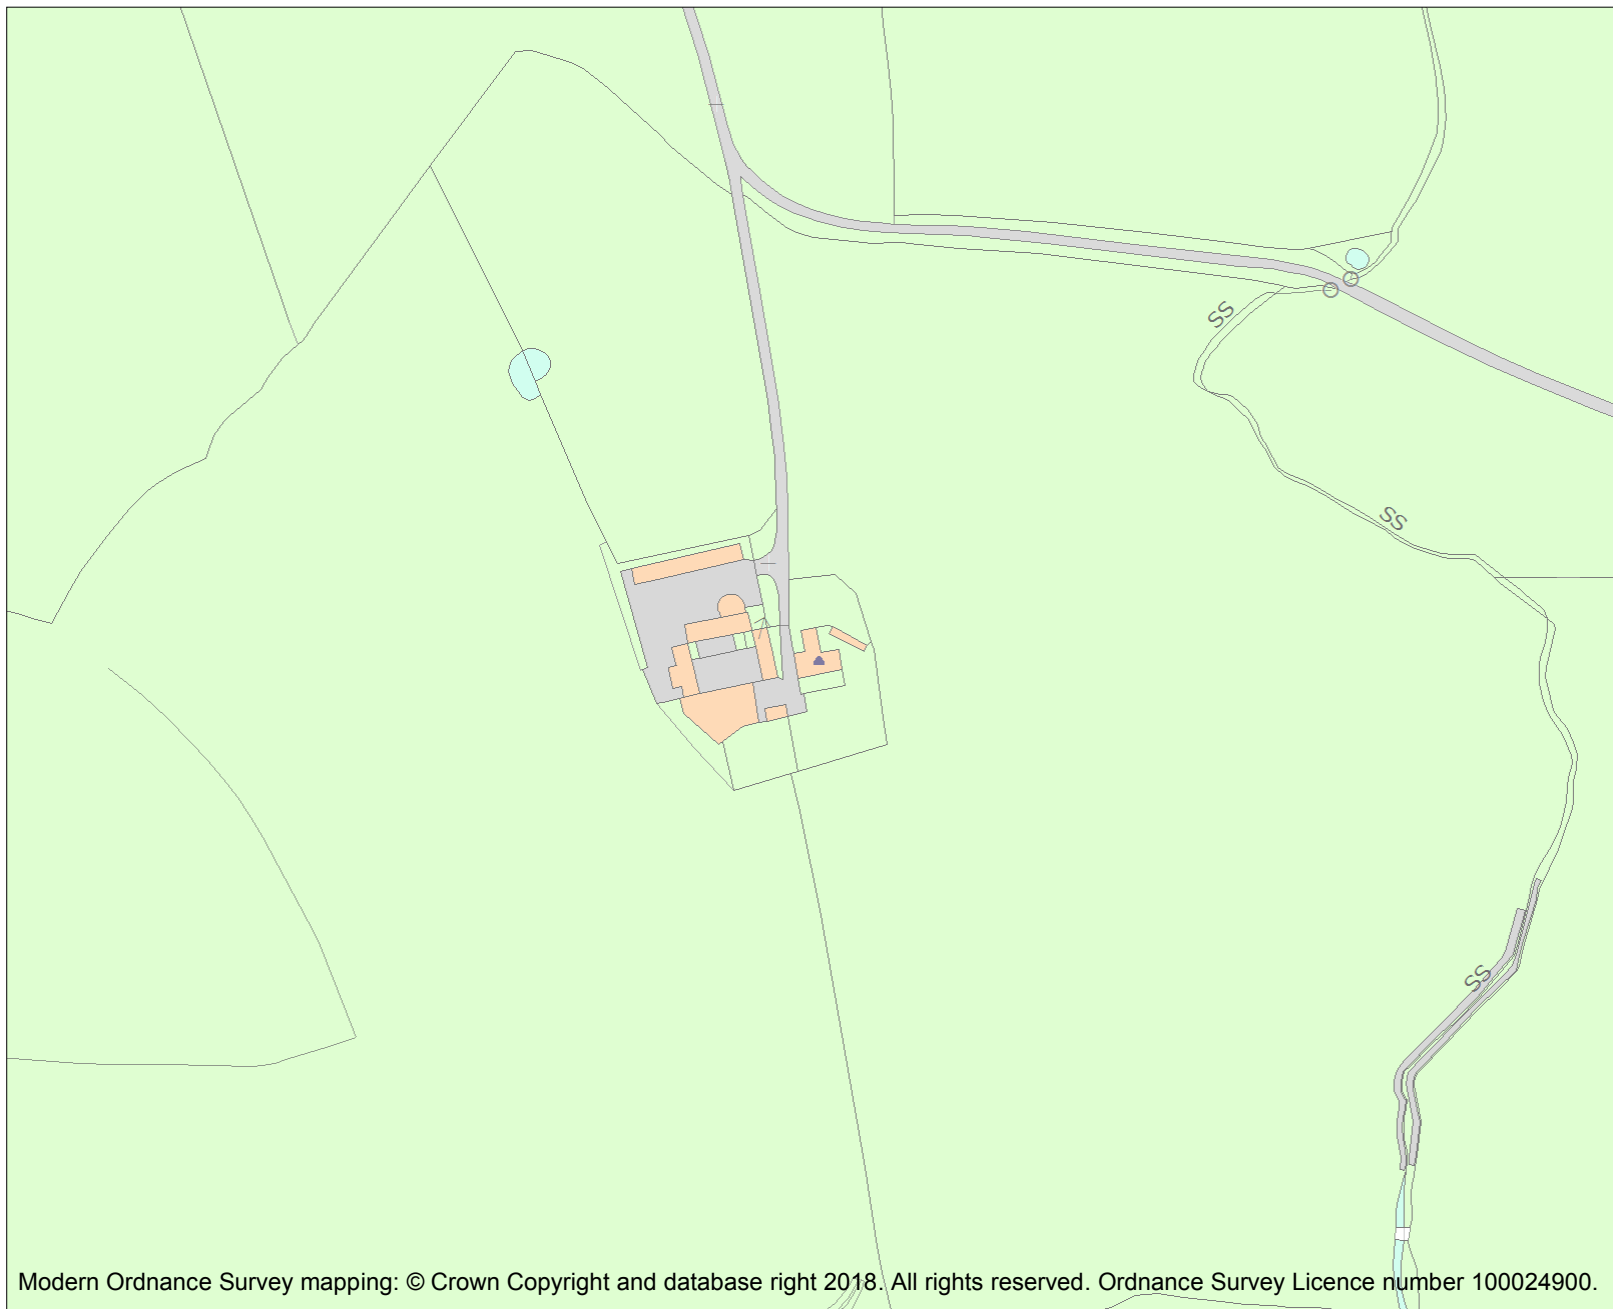 SS
SS
SS
Modern Ordnance Survey mapping: © Crown Copyright and database right 2018. All rights reserved. Ordnance Survey Licence number 100024900.